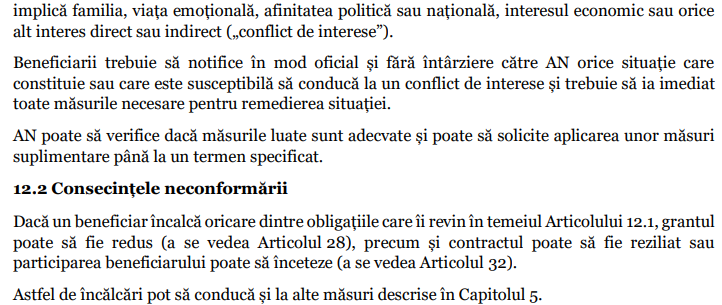 implică familia, viața emoțională, afinitatea politică sau națională, interesul economic sau orice
alt interes direct sau indirect („conflict de interese”).
Beneficiarii trebuie să notifice în mod oficial și fără întârziere către AN orice situație care
constituie sau care este susceptibilă să conducă la un conflict de interese și trebuie să ia imediat
toate măsurile necesare pentru remedierea situației.
AN poate să verifice dacă măsurile luate sunt adecvate și poate să solicite aplicarea unor măsuri
suplimentare până la un termen specificat.
12.2 Consecințele neconformării
Dacă un beneficiar încalcă oricare dintre obligațiile care îi revin în temeiul Articolului 12.1, grantul
poate să fie redus (a se vedea Articolul 28), precum și contractul poate să fie reziliat sau
participarea beneficiarului poate să înceteze (a se vedea Articolul 32).
Astfel de încălcări pot să conducă și la alte măsuri descrise în Capitolul 5.